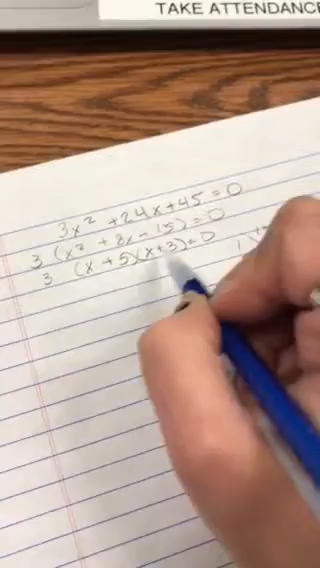 TAKE ATTENDANCE
3x² + 24x + 45 = 0
3 (x² + 8x - 15) = 0
3 (x + 5)(x + 3) = 0